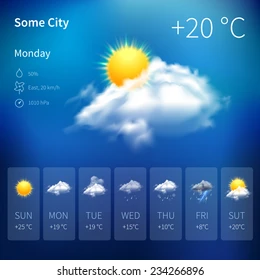 Some City
+20 °C
Monday
50%
East, 20 km/h
1010 hPa
SUN MON TUE WED THU FRI SUT
+25 °C +19 °C +19 °C +15°C +10°C +8°C +20°C
shutterstock.com · 234266896